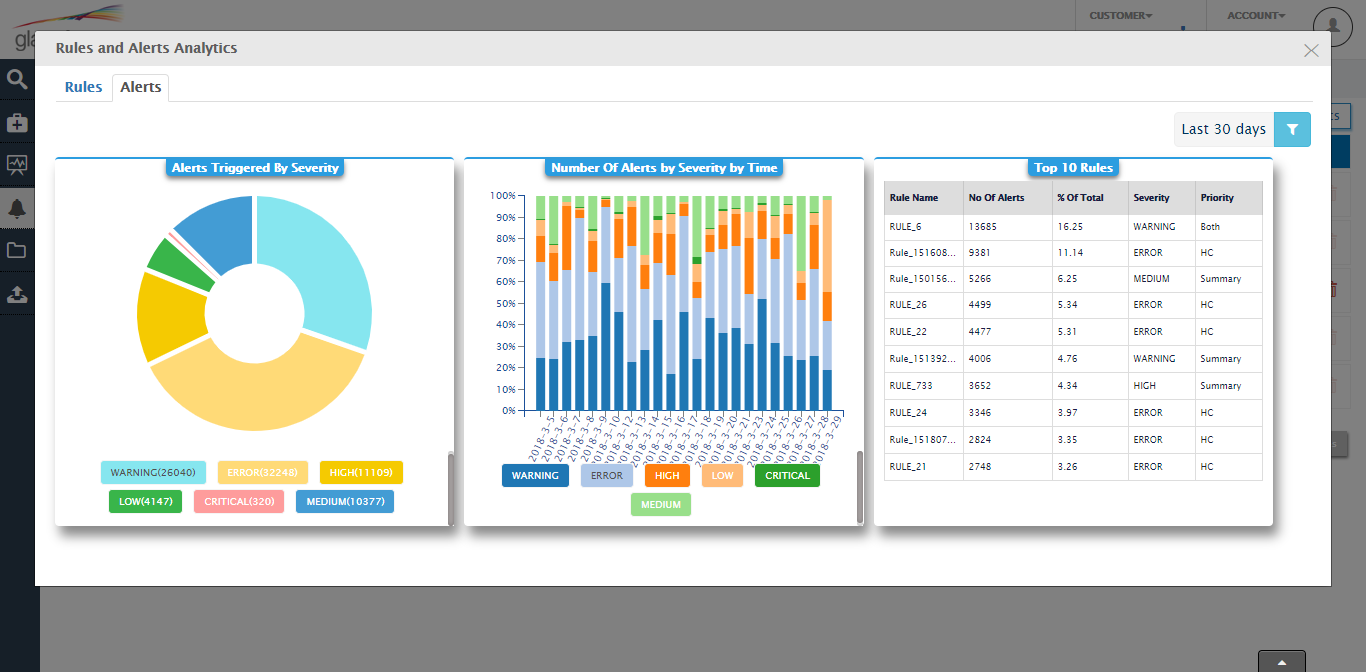 CUSTOMER
ACCOUNT
Rules and Alerts Analytics
Rules
Alerts
Last 30 days
Alerts Triggered By Severity
WARNING(26040)
ERROR(32248)
HIGH(11109)
LOW(4147)
CRITICAL(320)
MEDIUM(10377)
Number Of Alerts by Severity by Time
100%
90%
80%
70%
60%
50%
40%
30%
20%
10%
0%
2018-3-5
2018-3-6
2018-3-7
2018-3-8
2018-3-9
2018-3-10
2018-3-12
2018-3-13
2018-3-14
2018-3-15
2018-3-16
2018-3-17
2018-3-18
2018-3-19
2018-3-20
2018-3-21
2018-3-23
2018-3-24
2018-3-25
2018-3-26
2018-3-27
2018-3-28
2018-3-29
WARNING
ERROR
HIGH
LOW
CRITICAL
MEDIUM
Top 10 Rules
Rule Name No Of Alerts % Of Total Severity Priority
RULE_6 13685 16.25 WARNING Both
Rule_151608... 9381 11.14 ERROR HC
Rule_150156... 5266 6.25 MEDIUM Summary
RULE_26 4499 5.34 ERROR HC
RULE_22 4477 5.31 ERROR HC
Rule_151392... 4006 4.76 WARNING Summary
RULE_733 3652 4.34 HIGH Summary
RULE_24 3346 3.97 ERROR HC
Rule_151807... 2824 3.35 ERROR HC
RULE_21 2748 3.26 ERROR HC